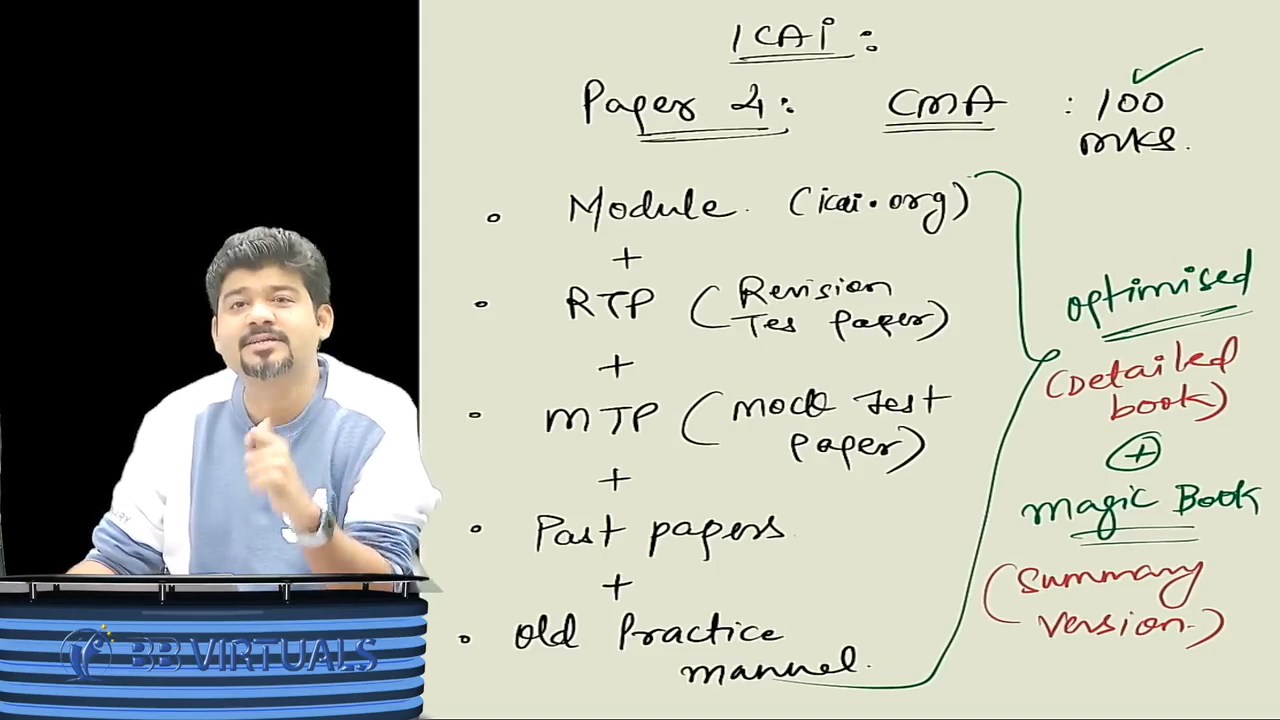 ICAI :
Paper 4 : CMA : 100
mks.
• Module. (icai.org)
+
• RTP (Revision
Tes paper)
+
• MTP (Mock Test
paper)
+
• Past papers
+
• Old Practice
manuel.
optimised
(Detailed
book)
+
Magic Book
(Summary
version)
BB VIRTUALS